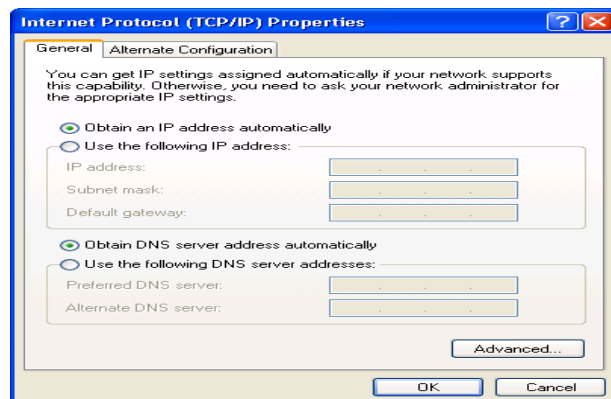 Internet Protocol (TCP/IP) Properties
General
Alternate Configuration
You can get IP settings assigned automatically if your network supports
this capability. Otherwise, you need to ask your network administrator for
the appropriate IP settings.
Obtain an IP address automatically
Use the following IP address:
IP address:
Subnet mask:
Default gateway:
Obtain DNS server address automatically
Use the following DNS server addresses:
Preferred DNS server:
Alternate DNS server:
Advanced...
OK
Cancel